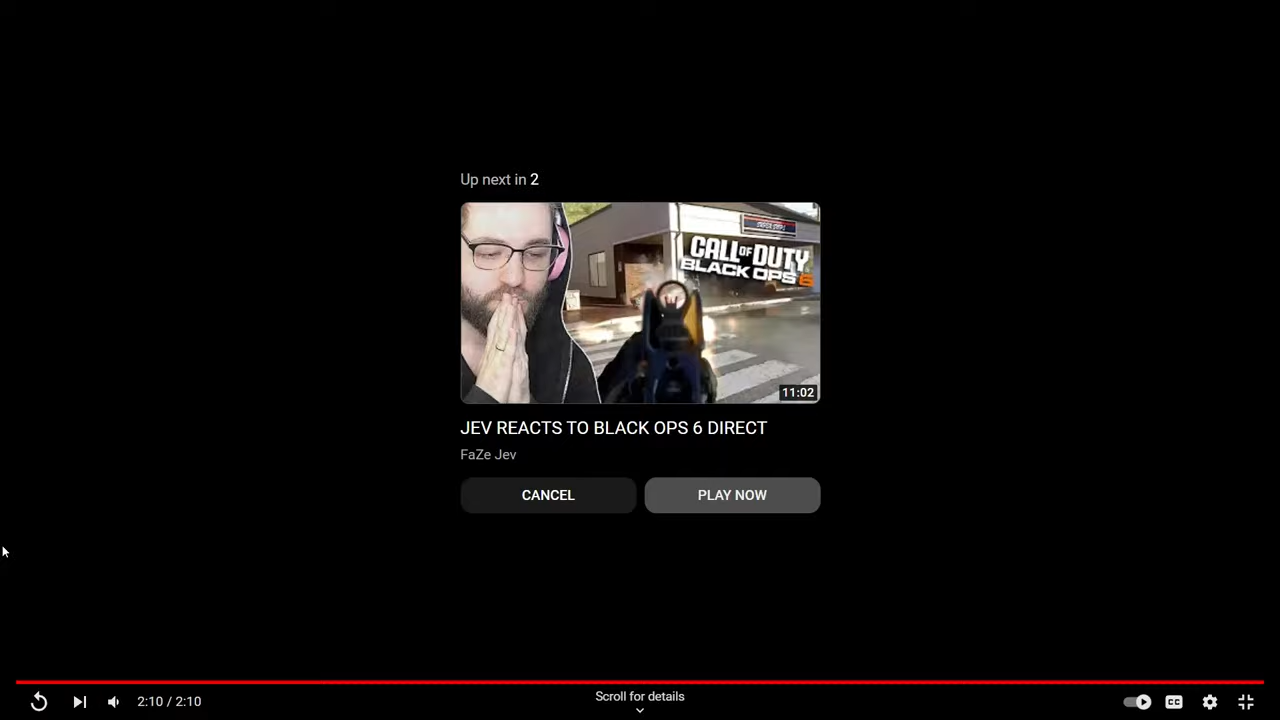 Up next in 2
CALL OF DUTY
BLACK OPS 6
11:02
JEV REACTS TO BLACK OPS 6 DIRECT
FaZe Jev
CANCEL
PLAY NOW
Scroll for details
2:10 / 2:10
CC